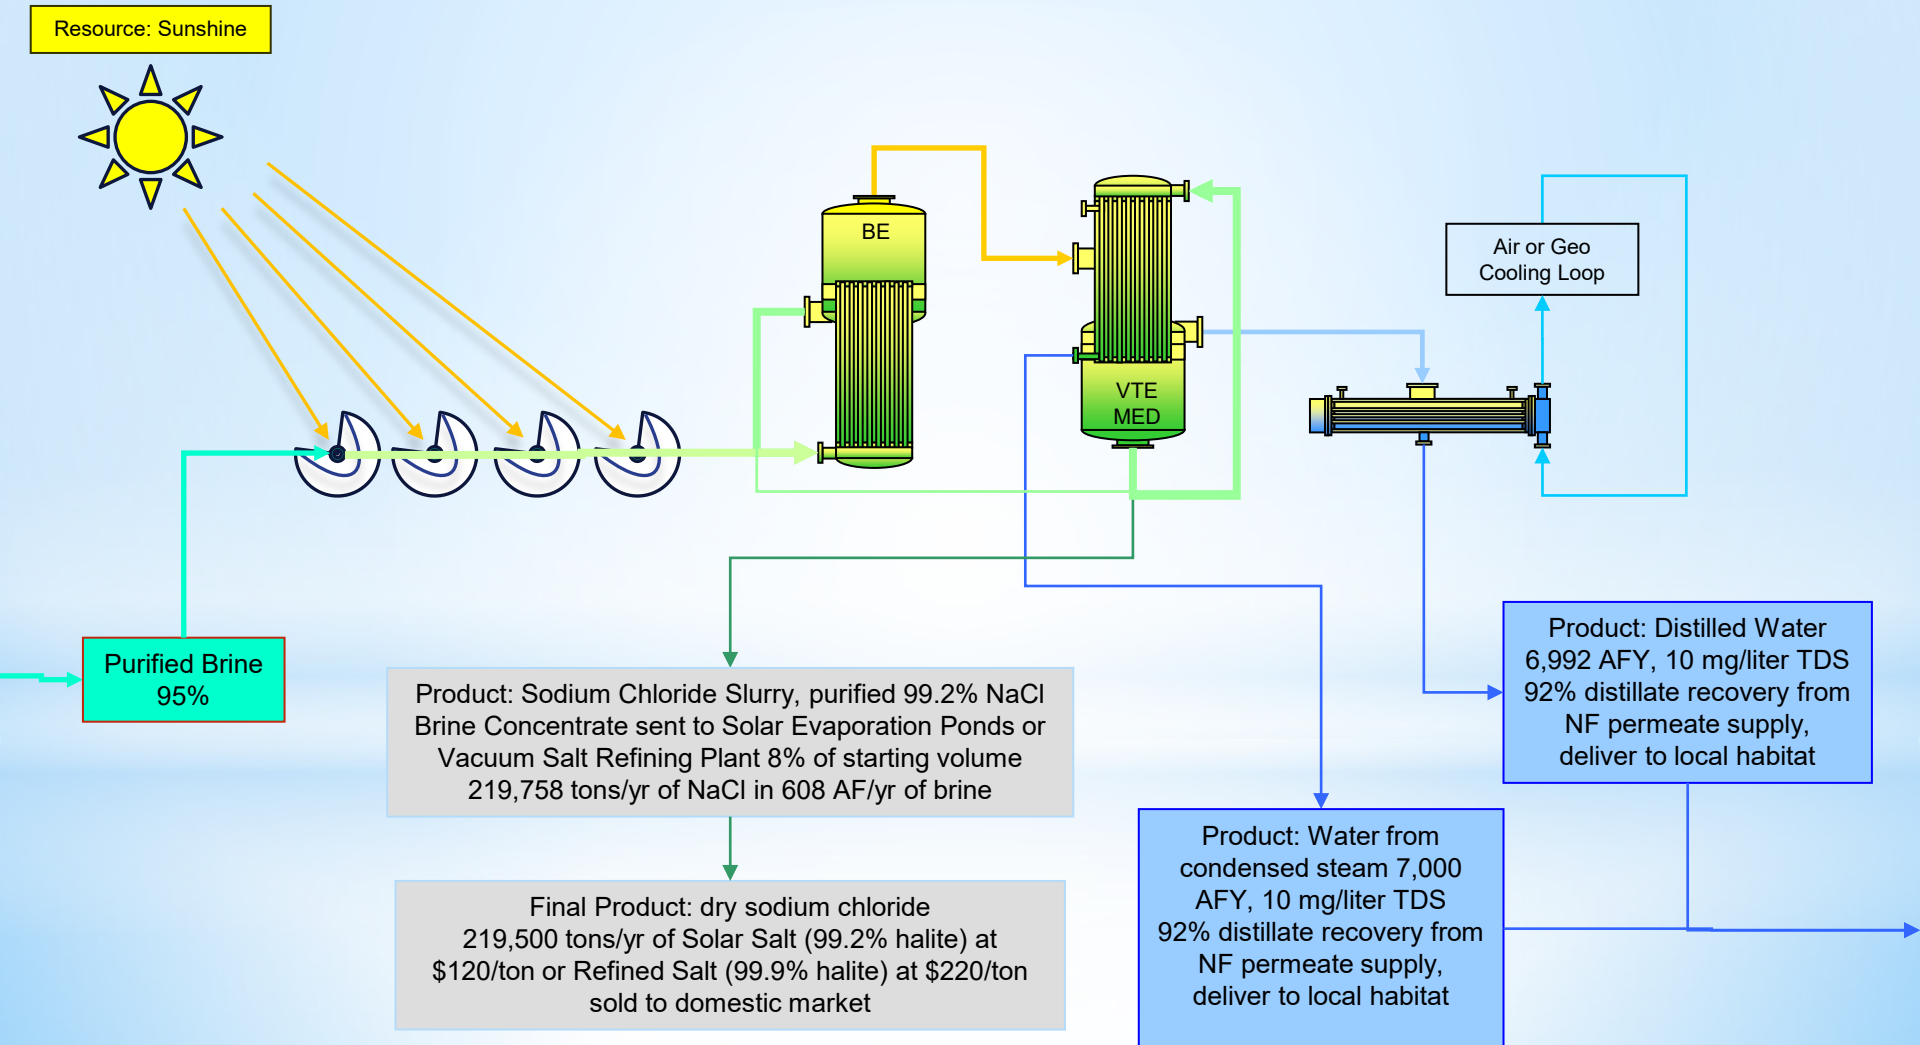 Resource: Sunshine
BE
VTE
MED
Air or Geo
Cooling Loop
Purified Brine
95%
Product: Sodium Chloride Slurry, purified 99.2% NaCl
Brine Concentrate sent to Solar Evaporation Ponds or
Vacuum Salt Refining Plant 8% of starting volume
219,758 tons/yr of NaCl in 608 AF/yr of brine
Final Product: dry sodium chloride
219,500 tons/yr of Solar Salt (99.2% halite) at
$120/ton or Refined Salt (99.9% halite) at $220/ton
sold to domestic market
Product: Distilled Water
6,992 AFY, 10 mg/liter TDS
92% distillate recovery from
NF permeate supply,
deliver to local habitat
Product: Water from
condensed steam 7,000
AFY, 10 mg/liter TDS
92% distillate recovery from
NF permeate supply,
deliver to local habitat